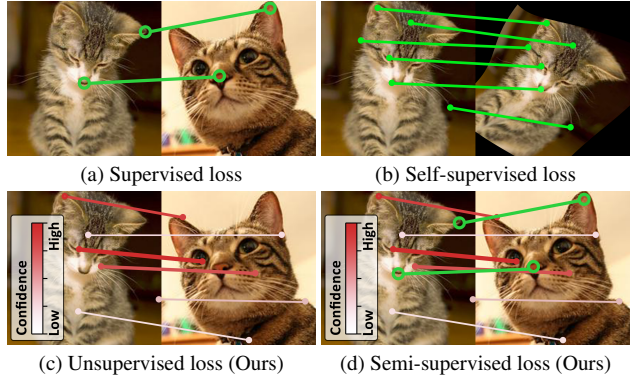 (a) Supervised loss
(b) Self-supervised loss
Confidence
Low
High
Confidence
Low
High
(c) Unsupervised loss (Ours)
(d) Semi-supervised loss (Ours)